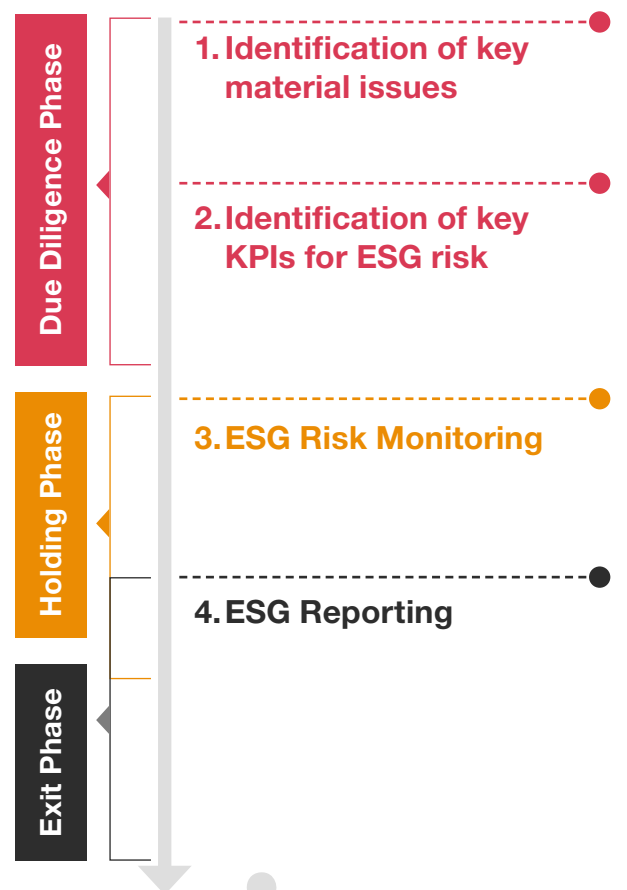 Due Diligence Phase
1. Identification of key
material issues
2. Identification of key
KPIs for ESG risk
Holding Phase
3. ESG Risk Monitoring
4. ESG Reporting
Exit Phase